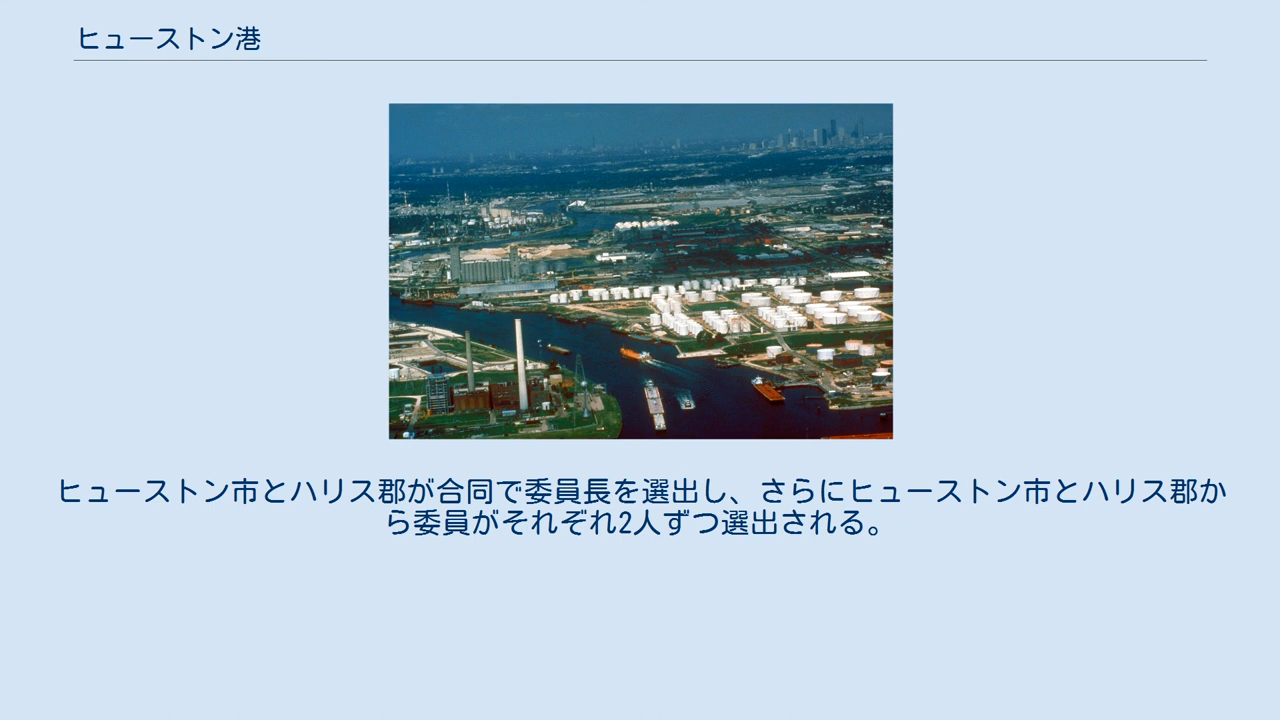 ヒューストン港
ヒューストン市とハリス郡が合同で委員長を選出し、さらにヒューストン市とハリス郡か
ら委員がそれぞれ2人ずつ選出される。